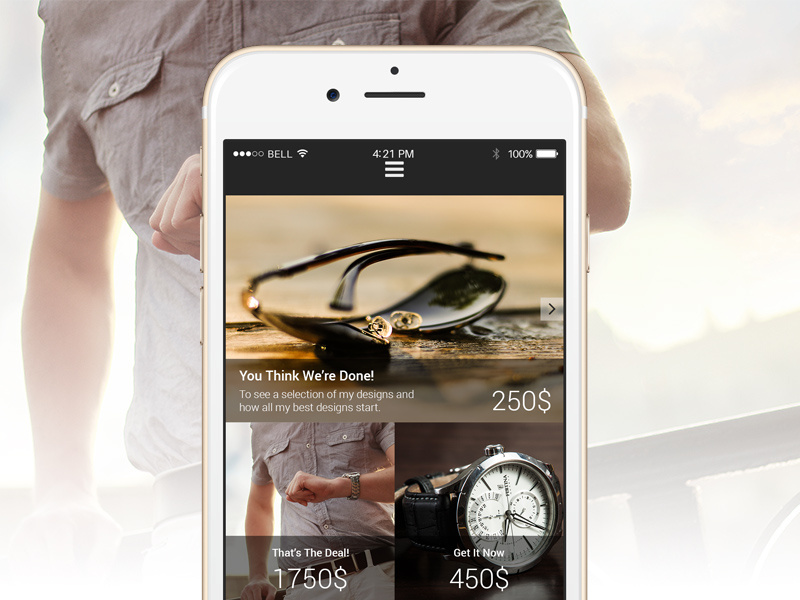 BELL
4:21 PM
100%
You Think We're Done!
To see a selection of my designs and
how all my best designs start.
250$
That's The Deal!
1750$
Get It Now
450$